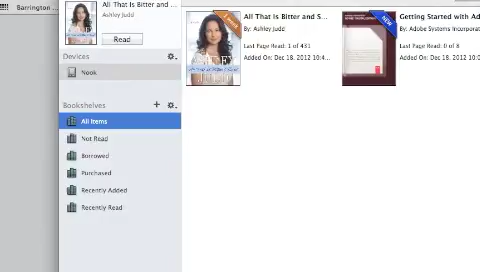 Barrington ...
All That Is Bitter and ...
Ashley Judd
Read
Devices
Nook
Bookshelves
All Items
Not Read
Borrowed
Purchased
Recently Added
Recently Read
All That Is Bitter and S...
By: Ashley Judd
Last Page Read: 1 of 431
Added On: Dec 18, 2012 10:4...
NEW
Getting Started with Ad
By: Adobe Systems Incorporat
Last Page Read: 0 of 8
Added On: Dec 18, 2012